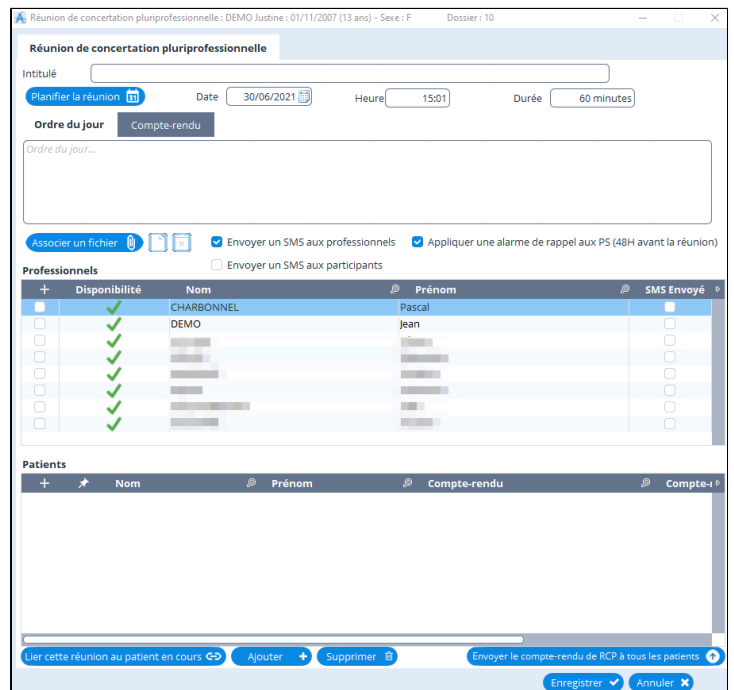 Réunion de concertation pluriprofessionnelle : DEMO Justine : 01/11/2007 (13 ans) - Sexe : F Dossier : 10
Réunion de concertation pluriprofessionnelle
Intitulé
Planifier la réunion 31 Date 30/06/2021 Heure 15:01 Durée 60 minutes
Ordre du jour Compte-rendu
Ordre du jour...
Associer un fichier Envoyer un SMS aux professionnels Appliquer une alarme de rappel aux PS (48H avant la réunion)
Envoyer un SMS aux participants
Professionnels
+ Disponibilité Nom Prénom SMS Envoyé
CHARBONNEL Pascal
DEMO Jean
Patients
+ Nom Prénom Compte-rendu Compte-r
Lier cette réunion au patient en cours Ajouter + Supprimer Envoyer le compte-rendu de RCP à tous les patients
Enregistrer Annuler